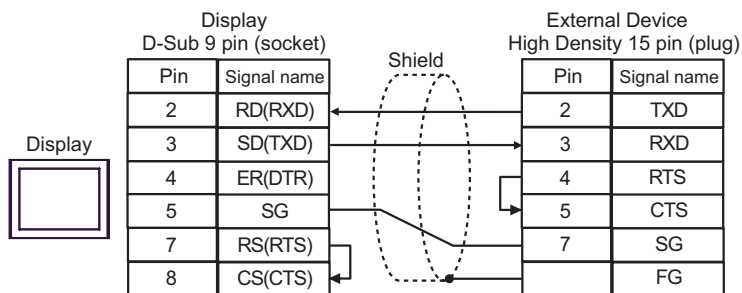 Display
D-Sub 9 pin (socket)
External Device
High Density 15 pin (plug)
Shield
Pin Signal name
Pin Signal name
2 RD(RXD)
2 TXD
Display
3 SD(TXD)
3 RXD
4 ER(DTR)
4 RTS
5 SG
5 CTS
7 RS(RTS)
7 SG
8 CS(CTS)
FG